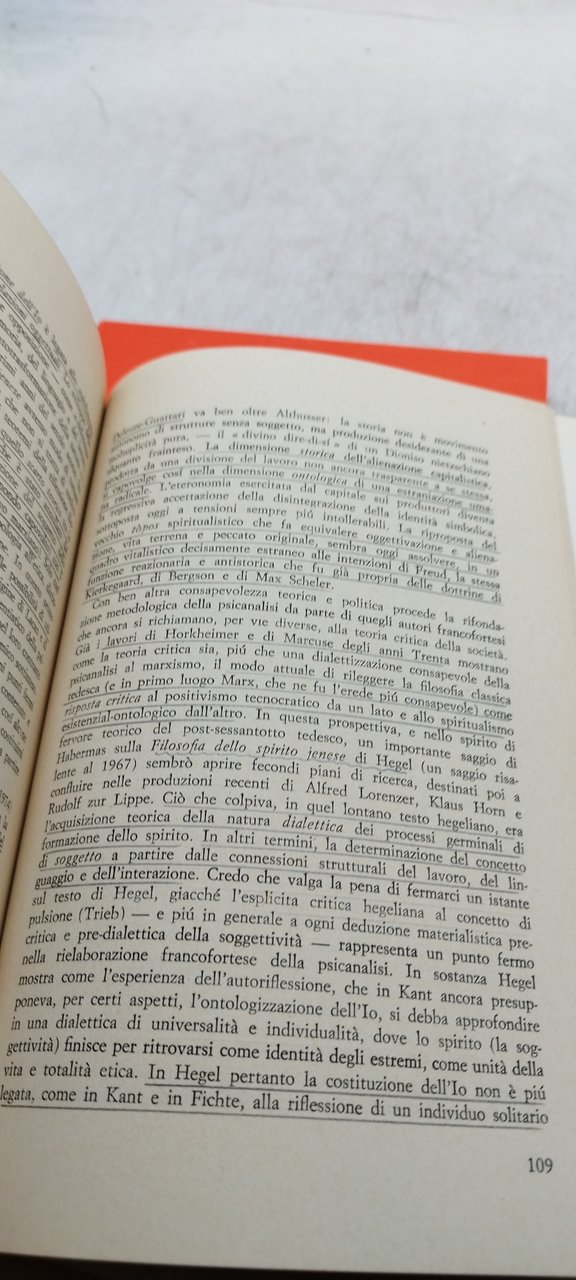 Deleuze-Guattari va ben oltre Althusser: la storia non è movimento
autonomo di strutture senza soggetto, ma produzione desiderante di una
molteplicità pura, — il « divino dire-di-sí » di un Dioniso nietzschiano
alquanto frainteso. La dimensione storica dell'alienazione capitalistica,
prodotta da una divisione del lavoro non ancora trasparente a se stessa,
si capovolge cosí nella dimensione ontologica di una estraniazione uma-
na radicale. L'eteronomia esercitata dal capitale sui produttori diventa
la regressiva accettazione della disintegrazione della identità simbolica,
sottoposta oggi a tensioni sempre piú intollerabili. La riproposta del
vecchio tòpos spiritualistico che fa equivalere oggettivazione e aliena-
zione, vita terrena e peccato originale, sembra oggi assolvere, in un
quadro vitalistico decisamente estraneo alle intenzioni di Freud, la stessa
funzione reazionaria e antistorica che fu già propria delle dottrine di
Kierkegaard, di Bergson e di Max Scheler.
Con ben altra consapevolezza teorica e politica procede la rifonda-
zione metodologica della psicanalisi da parte di quegli autori francofortesi
che ancora si richiamano, per vie diverse, alla teoria critica della società.
Già i lavori di Horkheimer e di Marcuse degli anni Trenta mostrano
come la teoria critica sia, piú che una dialettizzazione consapevole della
psicanalisi al marxismo, il modo attuale di rileggere la filosofia classica
tedesca (e in primo luogo Marx, che ne fu l'erede piú consapevole) come
risposta critica al positivismo tecnocratico da un lato e allo spiritualismo
esistenzial-ontologico dall'altro. In questa prospettiva, e nello spirito di
fervore teorico del post-sessantotto tedesco, un importante saggio di
Habermas sulla Filosofia dello spirito jenese di Hegel (un saggio risa-
lente al 1967) sembrò aprire fecondi piani di ricerca, destinati poi a
confluire nelle produzioni recenti di Alfred Lorenzer, Klaus Horn e
Rudolf zur Lippe. Ciò che colpiva, in quel lontano testo hegeliano, era
l'acquisizione teorica della natura dialettica dei processi germinali di
formazione dello spirito. In altri termini, la determinazione del concetto
di soggetto a partire dalle connessioni strutturali del lavoro, del lin-
guaggio e dell'interazione. Credo che valga la pena di fermarci un istante
sul testo di Hegel, giacché l'esplicita critica hegeliana al concetto di
pulsione (Trieb) — e piú in generale a ogni deduzione materialistica pre-
critica e pre-dialettica della soggettività — rappresenta un punto fermo
nella rielaborazione francofortese della psicanalisi. In sostanza Hegel
mostra come l'esperienza dell'autoriflessione, che in Kant ancora presup-
poneva, per certi aspetti, l'ontologizzazione dell'Io, si debba approfondire
in una dialettica di universalità e individualità, dove lo spirito (la sog-
gettività) finisce per ritrovarsi come identità degli estremi, come unità della
vita e totalità etica. In Hegel pertanto la costituzione dell'Io non è piú
legata, come in Kant e in Fichte, alla riflessione di un individuo solitario
109